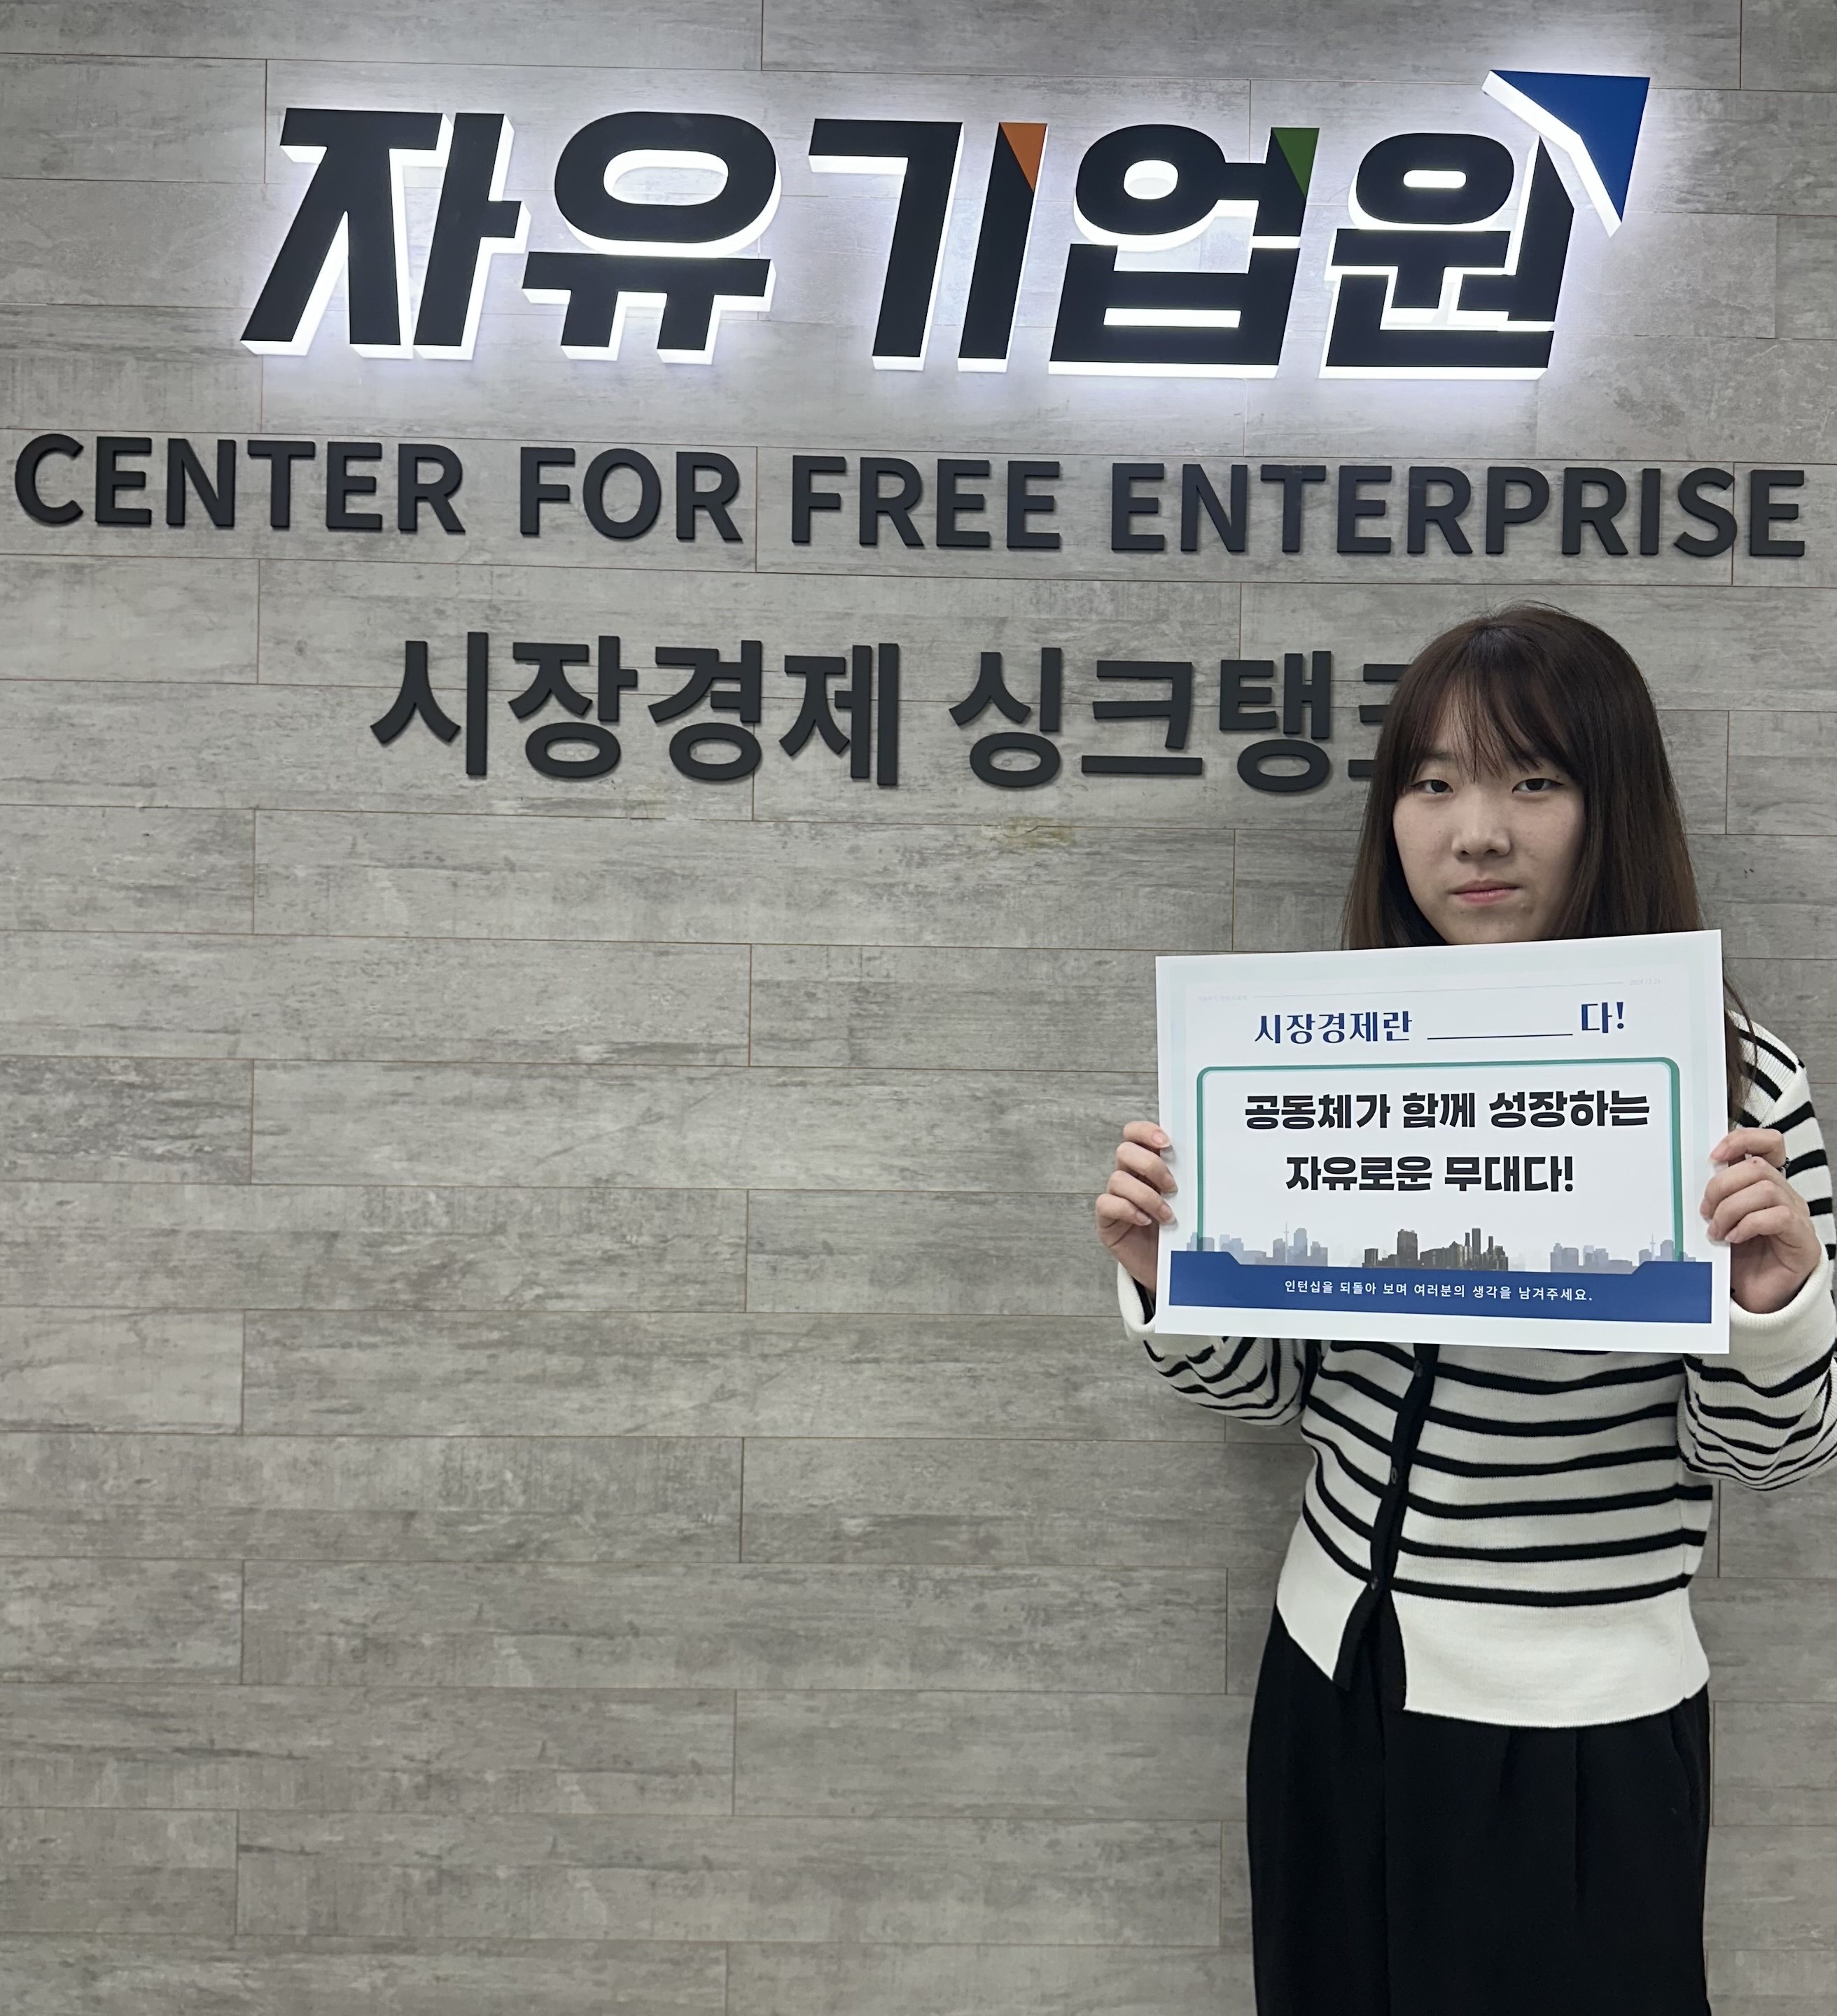 자유기업원
CENTER FOR FREE ENTERPRISE
시장경제 싱크탱크
시장경제란 __________ 다!
공동체가 함께 성장하는
자유로운 무대다!
인턴십을 되돌아 보며 여러분의 생각을 남겨주세요.